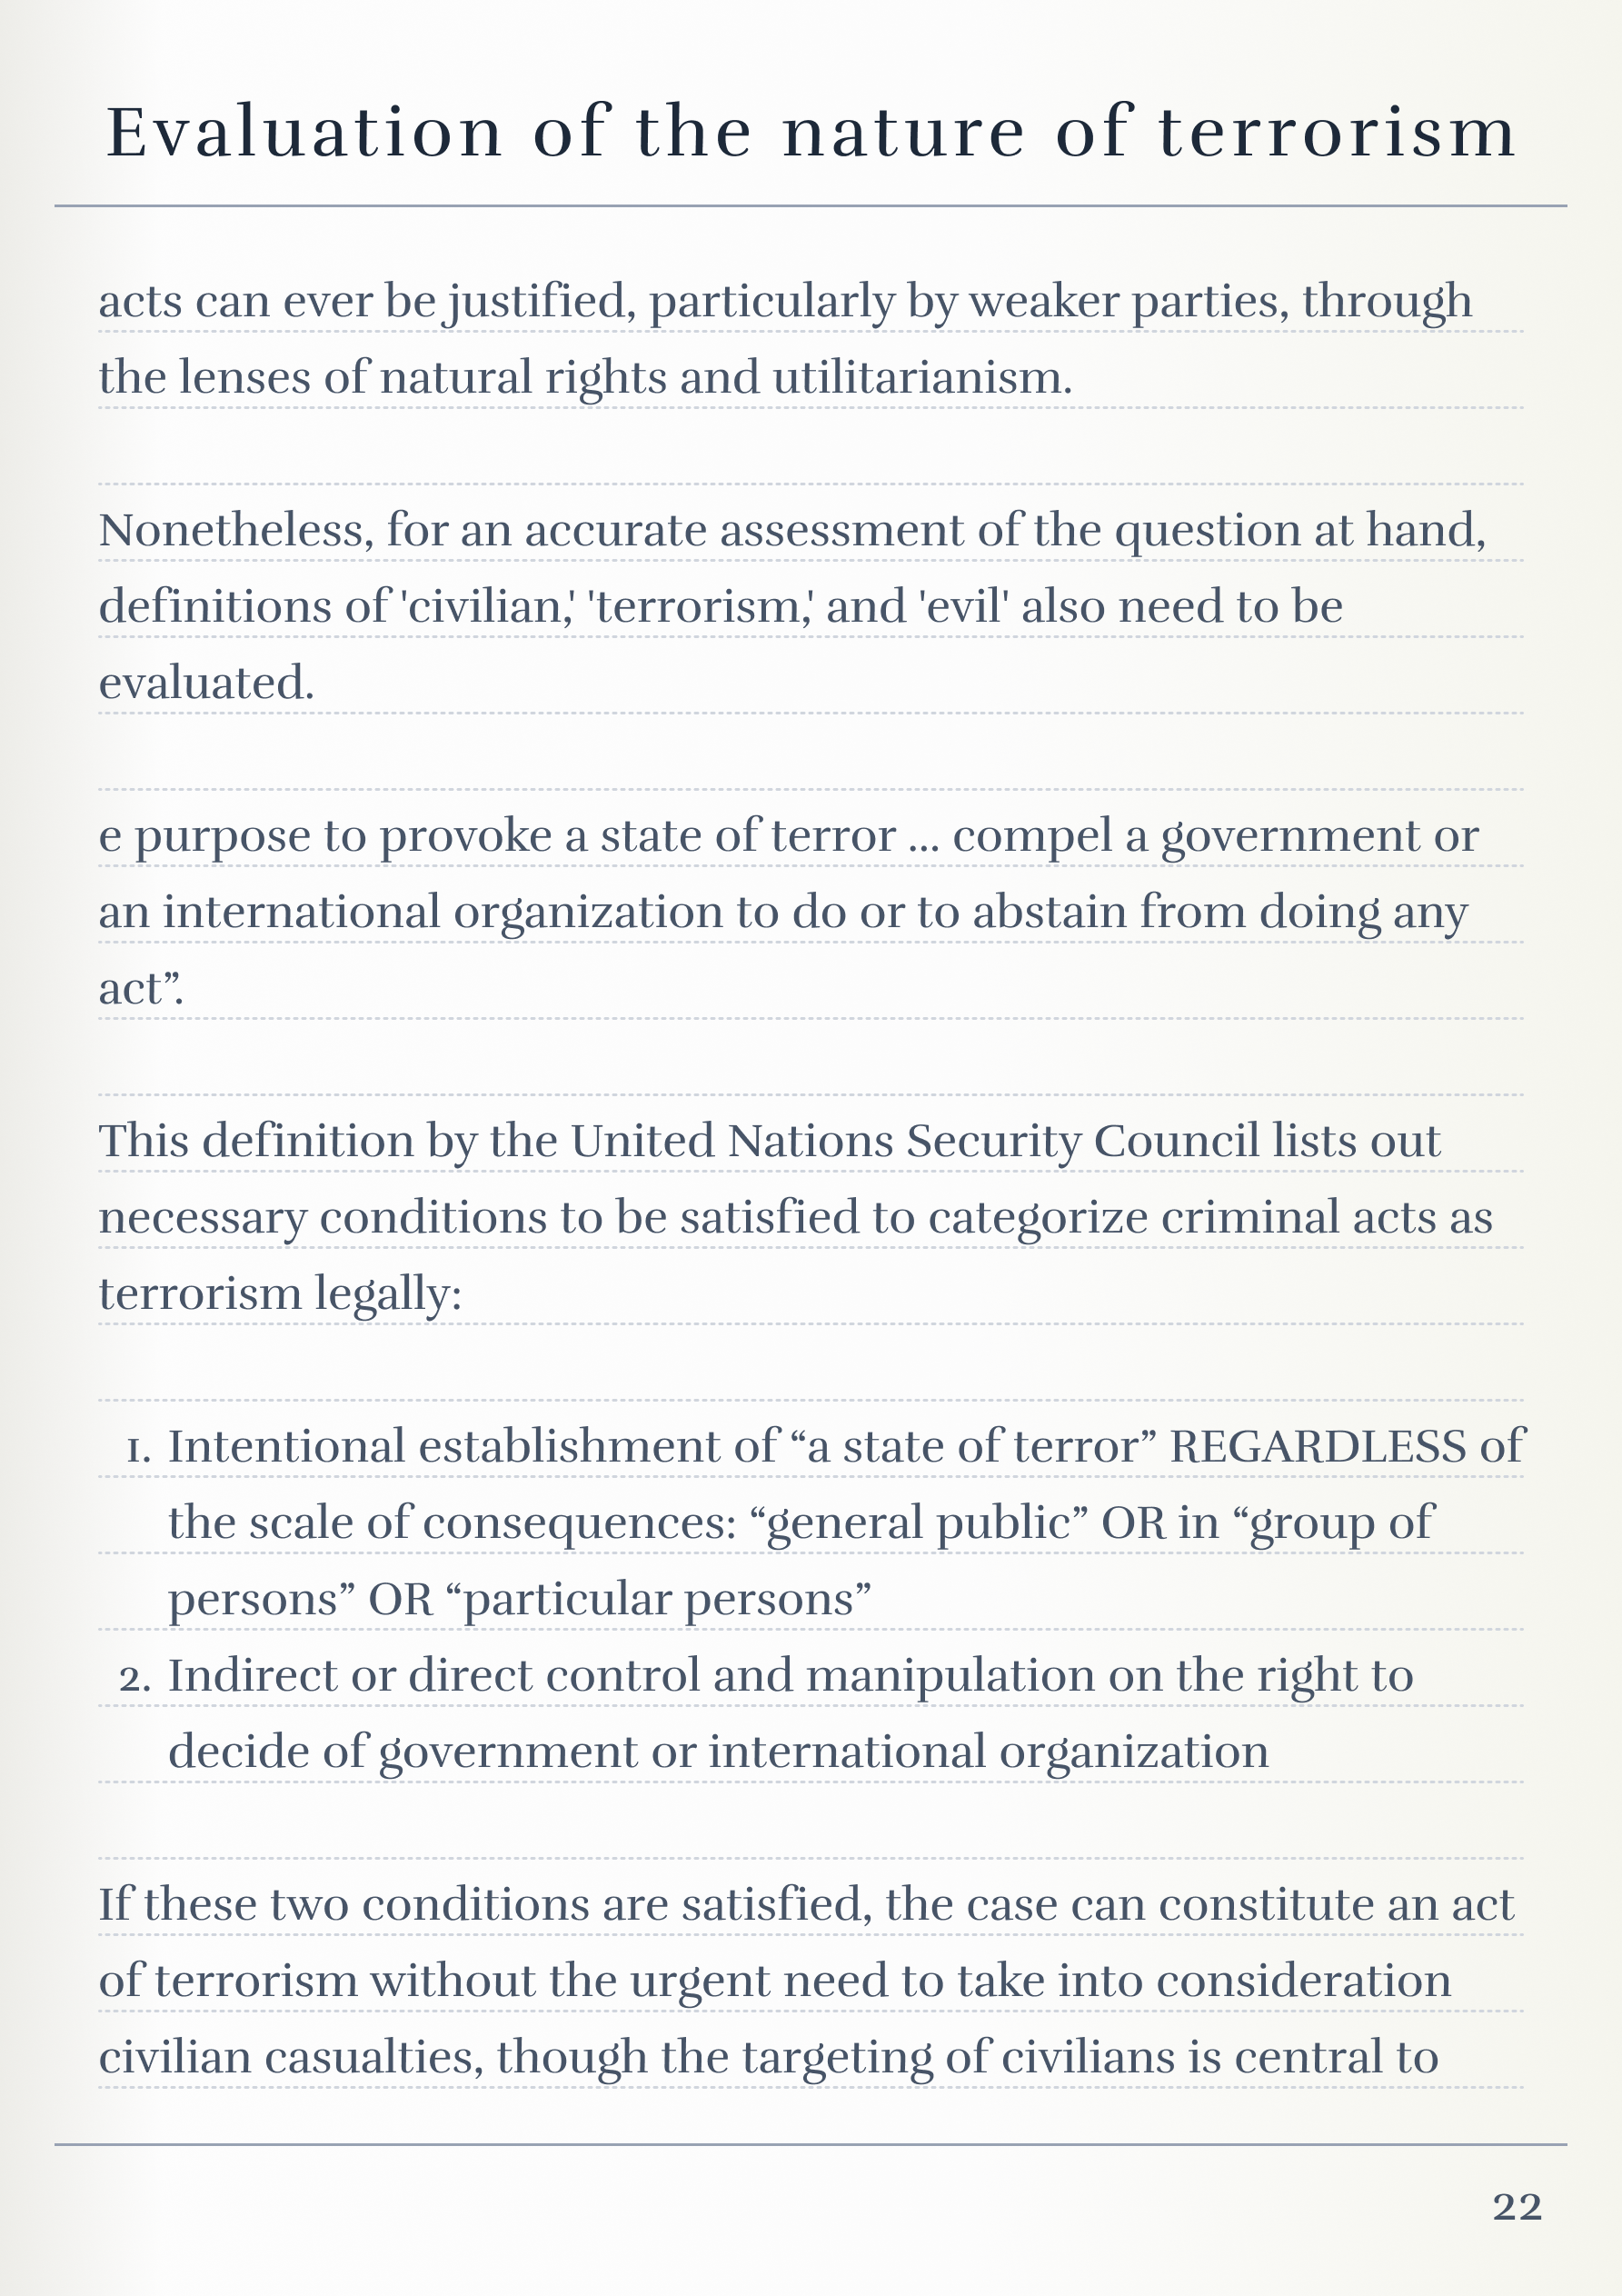 Evaluation of the nature of terrorism
acts can ever be justified, particularly by weaker parties, through
the lenses of natural rights and utilitarianism.
Nonetheless, for an accurate assessment of the question at hand,
definitions of 'civilian,' 'terrorism,' and 'evil' also need to be
evaluated.
e purpose to provoke a state of terror ... compel a government or
an international organization to do or to abstain from doing any
act”.
This definition by the United Nations Security Council lists out
necessary conditions to be satisfied to categorize criminal acts as
terrorism legally:
1. Intentional establishment of “a state of terror” REGARDLESS of
the scale of consequences: “general public” OR in “group of
persons” OR “particular persons”
2. Indirect or direct control and manipulation on the right to
decide of government or international organization
If these two conditions are satisfied, the case can constitute an act
of terrorism without the urgent need to take into consideration
civilian casualties, though the targeting of civilians is central to
22